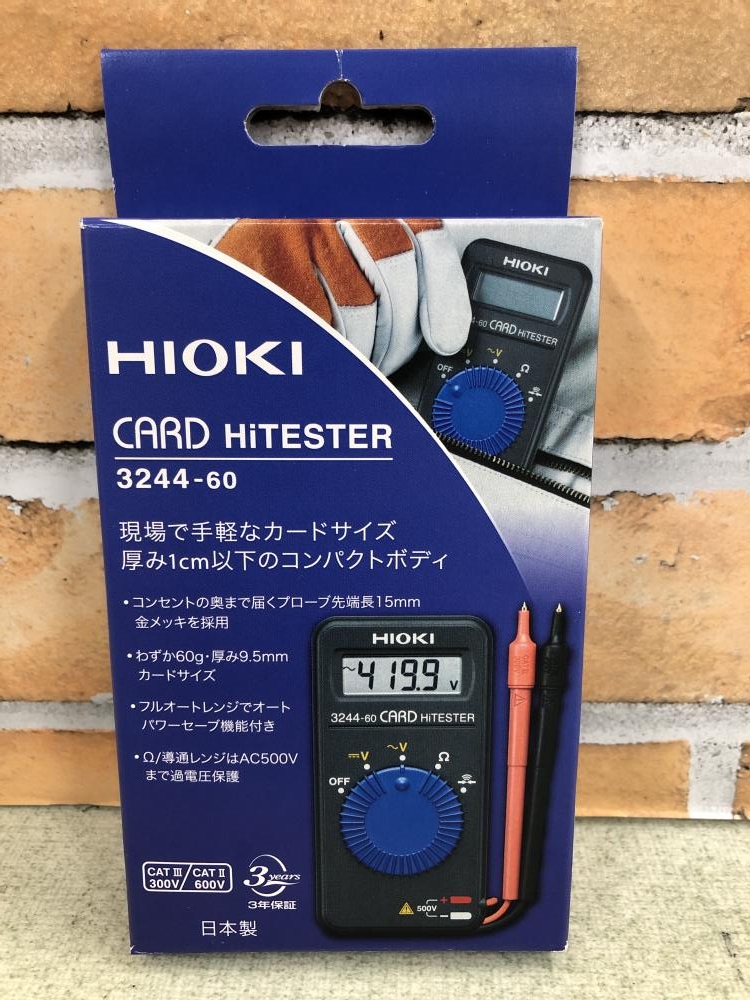 HIOKI
-60 CARD HiTESTER
OFF
V
~V
Ω
HIOKI
CARD HiTESTER
3244-60
現場で手軽なカードサイズ
厚み1cm以下のコンパクトボディ
・コンセントの奥まで届くプローブ先端長15mm
金メッキを採用
・わずか60g・厚み9.5mm
カードサイズ
・フルオートレンジでオート
パワーセーブ機能付き
・Ω/導通レンジはAC500V
まで過電圧保護
HIOKI
~419.9 V
3244-60 CARD HiTESTER
OFF
V
~V
Ω
+
500V
−
CAT III 300V / CAT II 600V
3 years
3年保証
日本製